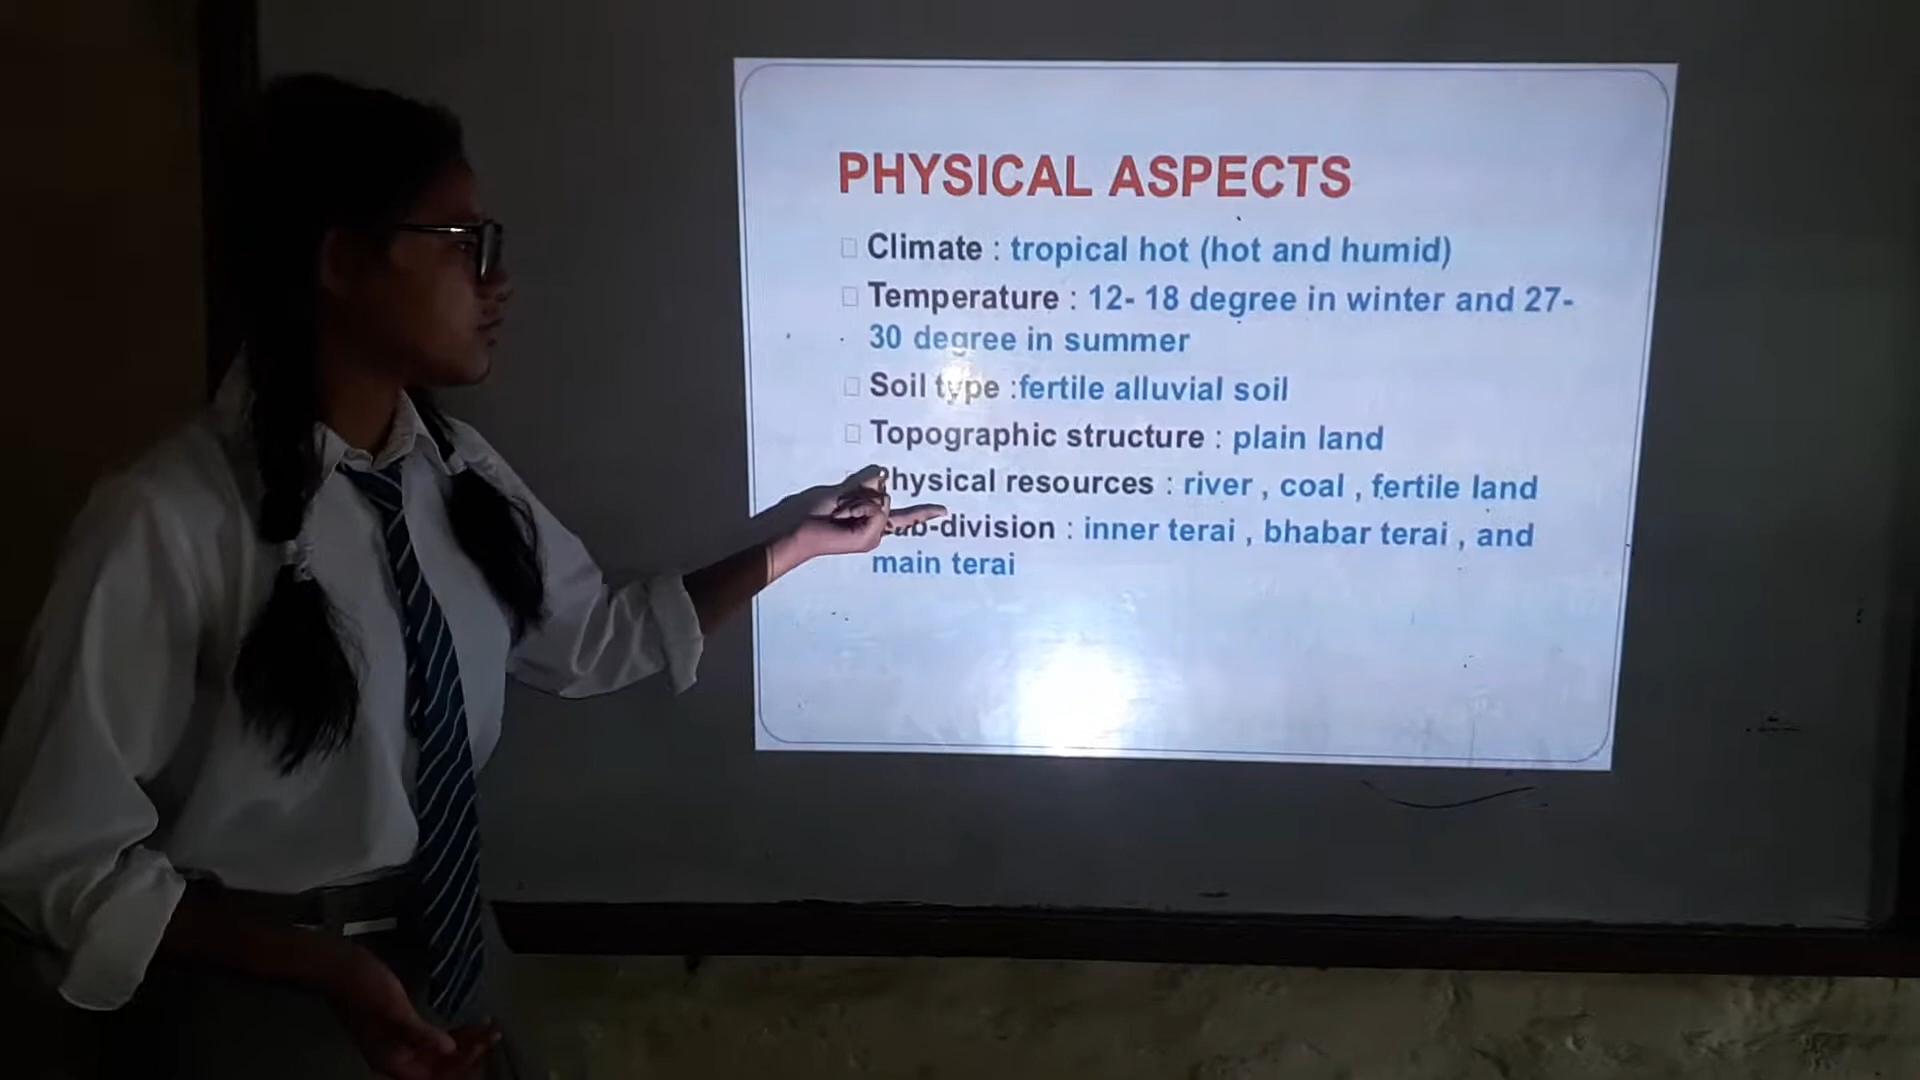 PHYSICAL ASPECTS
Climate : tropical hot (hot and humid)
Temperature : 12- 18 degree in winter and 27-
30 degree in summer
Soil type :fertile alluvial soil
Topographic structure : plain land
Physical resources : river , coal , fertile land
Sub-division : inner terai , bhabar terai , and
main terai